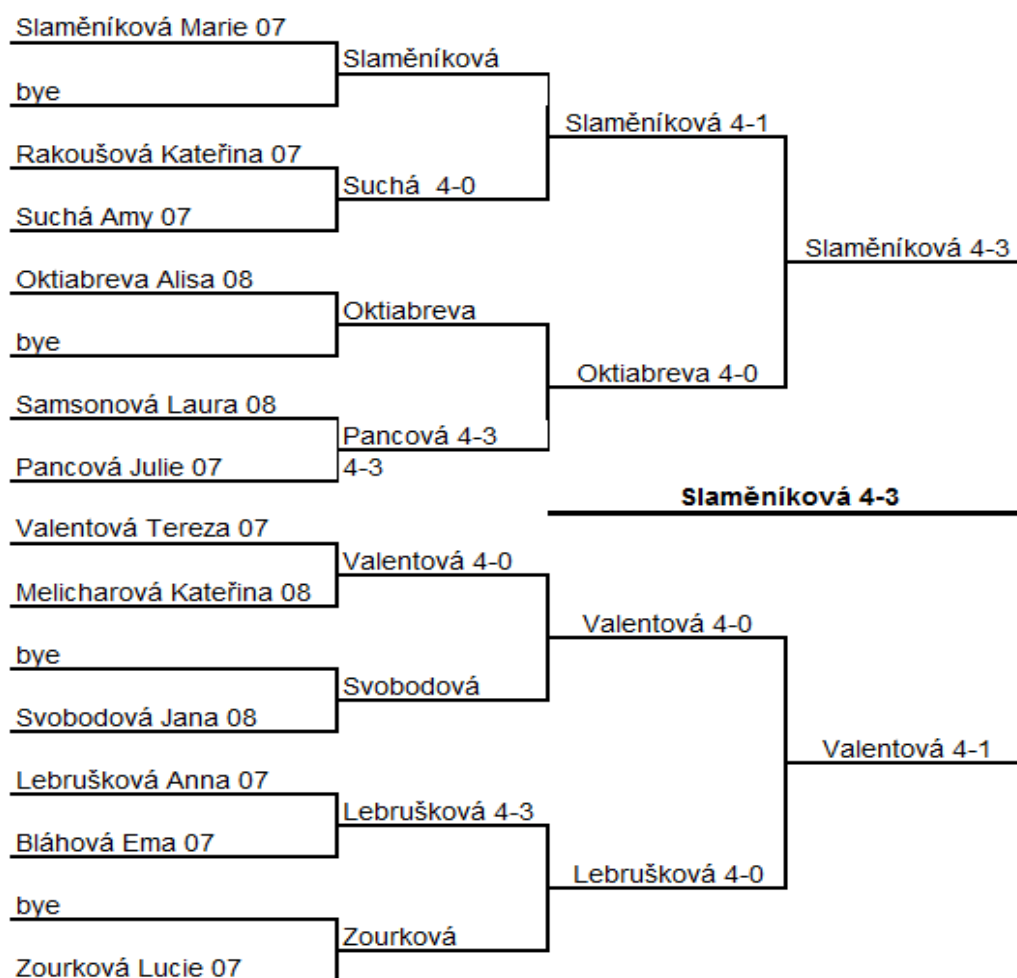 Slaměníková Marie 07
Slaměníková
bye
Slaměníková 4-1
Rakoušová Kateřina 07
Suchá 4-0
Suchá Amy 07
Slaměníková 4-3
Oktiabreva Alisa 08
Oktiabreva
bye
Oktiabreva 4-0
Samsonová Laura 08
Pancová 4-3
Pancová Julie 07
4-3
Slaměníková 4-3
Valentová Tereza 07
Valentová 4-0
Melicharová Kateřina 08
Valentová 4-0
bye
Svobodová
Svobodová Jana 08
Valentová 4-1
Lebrušková Anna 07
Lebrušková 4-3
Bláhová Ema 07
Lebrušková 4-0
bye
Zourková
Zourková Lucie 07